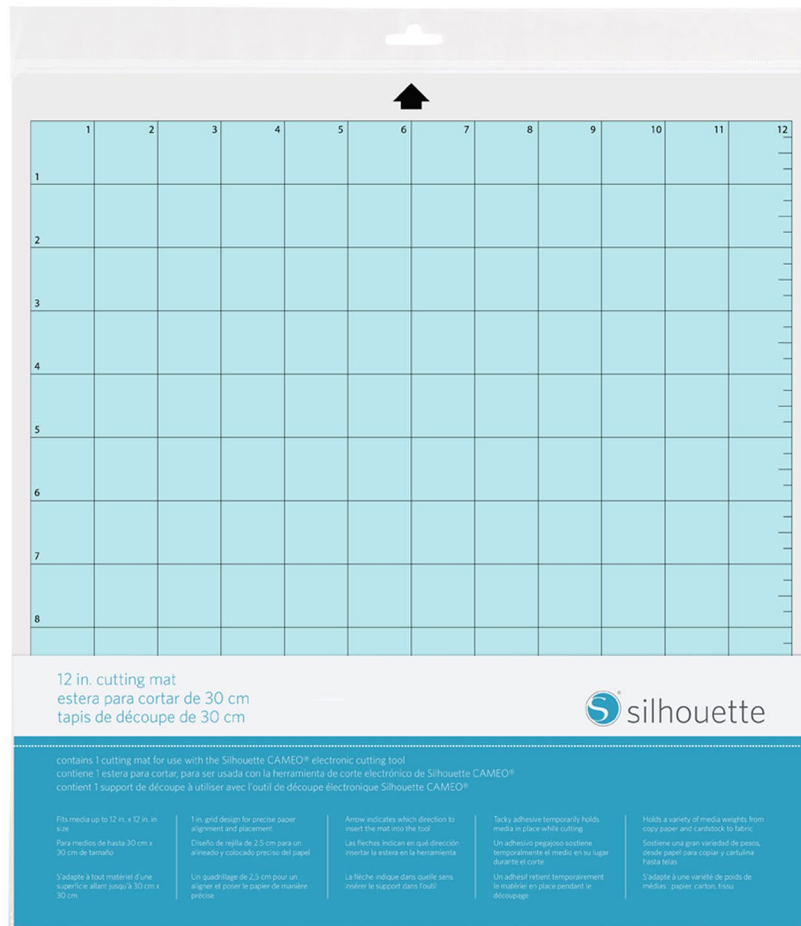 1 2 3 4 5 6 7 8 9 10 11 12
1
2
3
4
5
6
7
8
12 in. cutting mat
estera para cortar de 30 cm
tapis de découpe de 30 cm
silhouette®
contains 1 cutting mat for use with the Silhouette CAMEO® electronic cutting tool
contiene 1 estera para cortar, para ser usada con la herramienta de corte electrónico de Silhouette CAMEO®
contient 1 support de découpe à utiliser avec l'outil de découpe électronique Silhouette CAMEO®
Fits media up to 12 in. x 12 in. in
size
Para medios de hasta 30 cm x
30 cm de tamaño
S'adapte à tout matériel d'une
superficie allant jusqu'à 30 cm x
30 cm
1 in. grid design for precise paper
alignment and placement
Diseño de rejilla de 2.5 cm para un
alineado y colocado preciso del papel
Un quadrillage de 2,5 cm pour un
aligner et poser le papier de manière
précise
Arrow indicates which direction to
insert the mat into the tool
Las flechas indican en qué dirección
insertar la estera en la herramienta
La flèche indique dans quelle sens
insérer le support dans l'outil
Tacky adhesive temporarily holds
media in place while cutting
Un adhesivo pegajoso sostiene
temporalmente el medio en su lugar
durante el corte
Un adhésif retient temporairement
le matériel en place pendant le
découpage
Holds a variety of media weights from
copy paper and cardstock to fabric
Sostiene una gran variedad de pesos,
desde papel para copiar y cartulina
hasta telas
S'adapte à une variété de poids de
médias : papier, carton, tissu